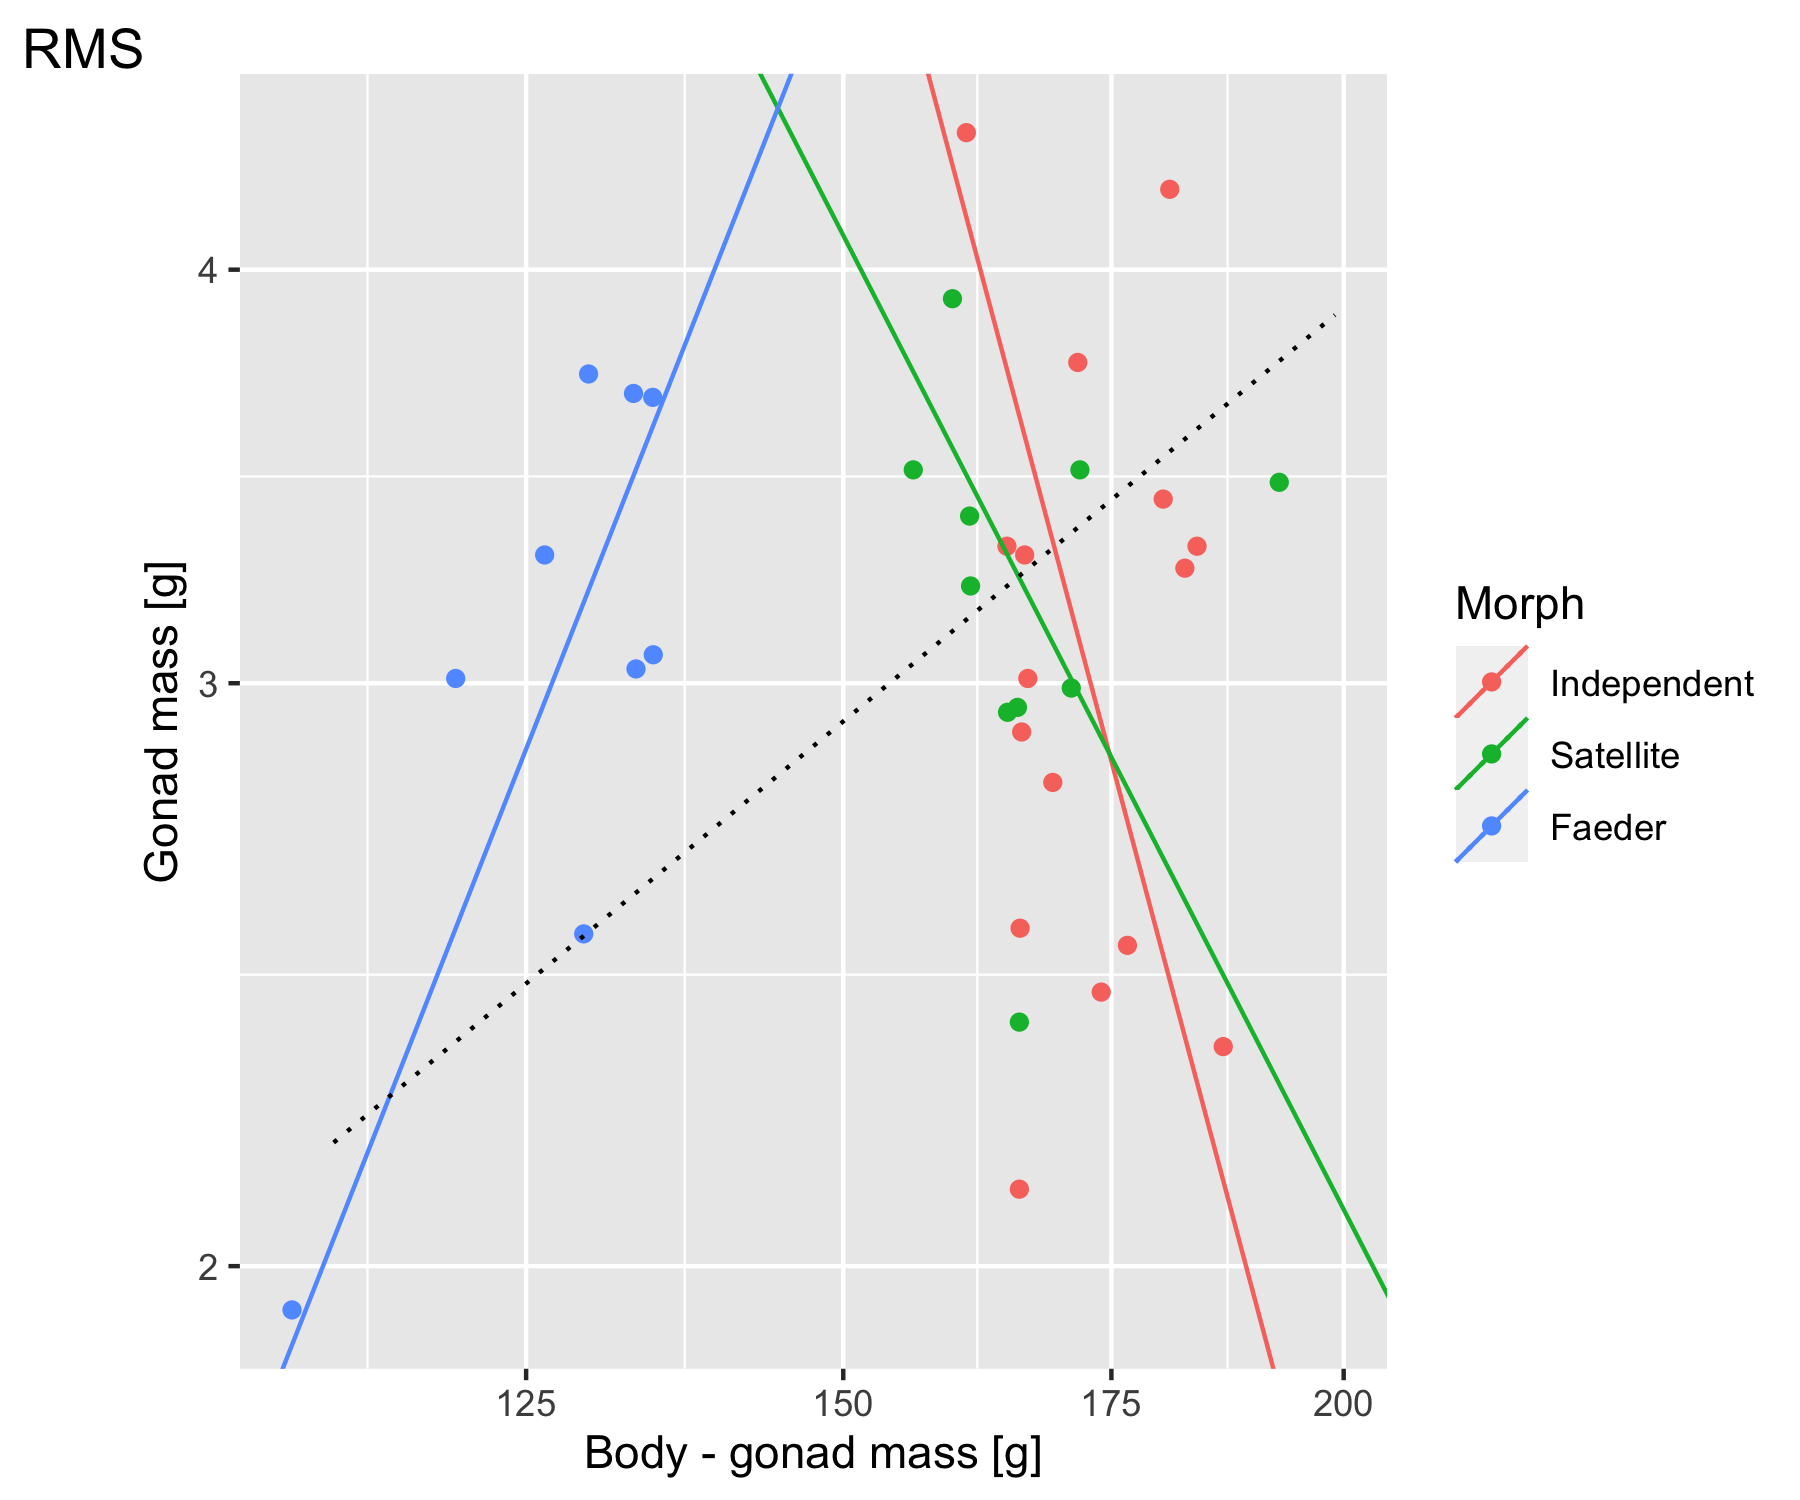 RMS
4
3
2
Gonad mass [g]
125 150 175 200
Body - gonad mass [g]
Morph
Independent
Satellite
Faeder